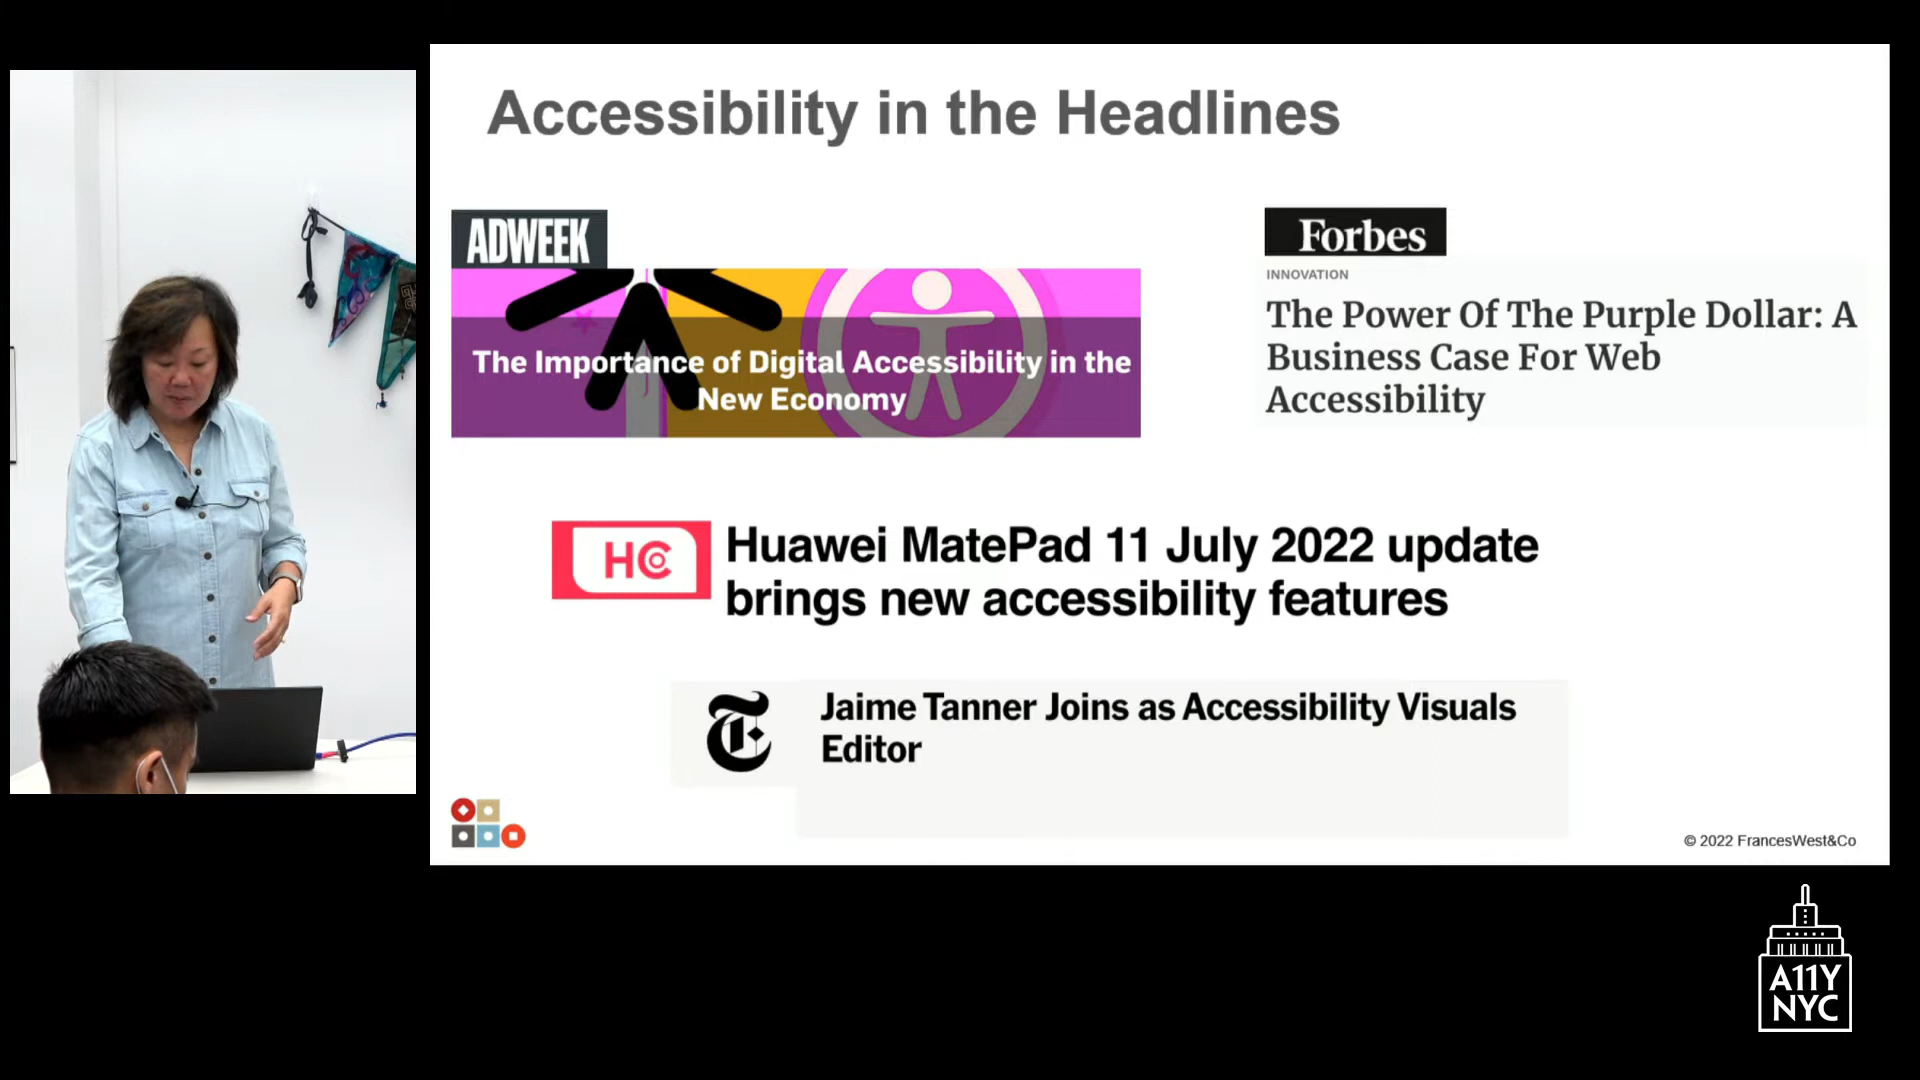 Accessibility in the Headlines
ADWEEK
The Importance of Digital Accessibility in the
New Economy
Forbes
INNOVATION
The Power Of The Purple Dollar: A
Business Case For Web
Accessibility
HC
Huawei MatePad 11 July 2022 update
brings new accessibility features
T
Jaime Tanner Joins as Accessibility Visuals
Editor
© 2022 FrancesWest&Co
A11Y
NYC